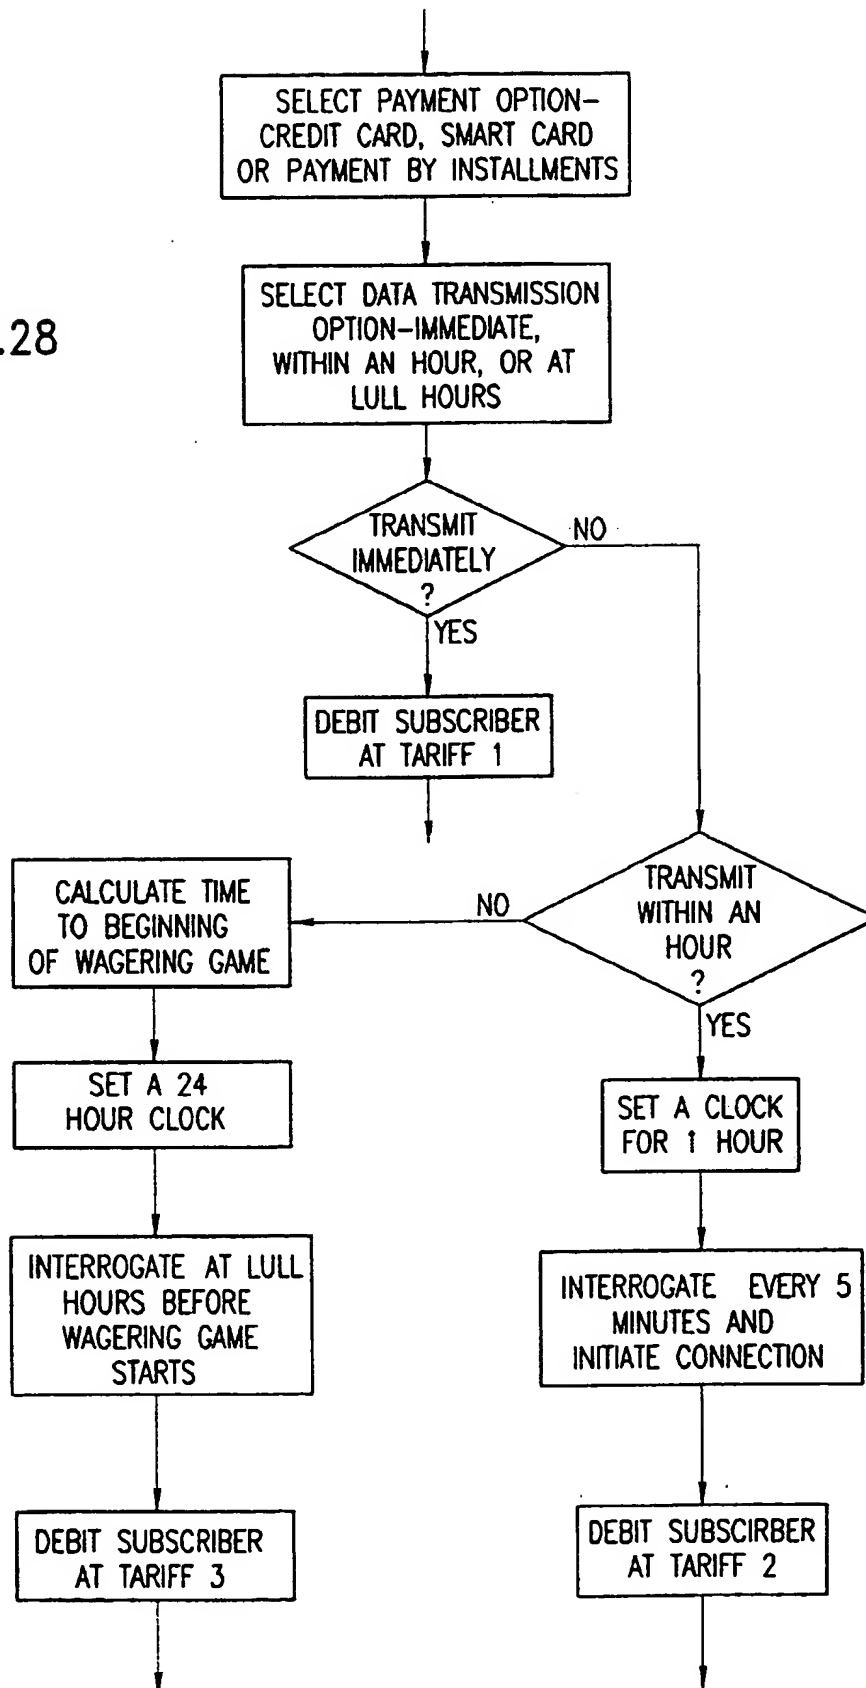 SELECT PAYMENT OPTION-
CREDIT CARD, SMART CARD
OR PAYMENT BY INSTALLMENTS
SELECT DATA TRANSMISSION
OPTION-IMMEDIATE,
WITHIN AN HOUR, OR AT
LULL HOURS
.28
TRANSMIT
IMMEDIATELY
?
NO
YES
DEBIT SUBSCRIBER
AT TARIFF 1
TRANSMIT
WITHIN AN
HOUR
?
NO
YES
CALCULATE TIME
TO BEGINNING
OF WAGERING GAME
SET A 24
HOUR CLOCK
INTERROGATE AT LULL
HOURS BEFORE
WAGERING GAME
STARTS
DEBIT SUBSCRIBER
AT TARIFF 3
SET A CLOCK
FOR 1 HOUR
INTERROGATE EVERY 5
MINUTES AND
INITIATE CONNECTION
DEBIT SUBSCIRBER
AT TARIFF 2